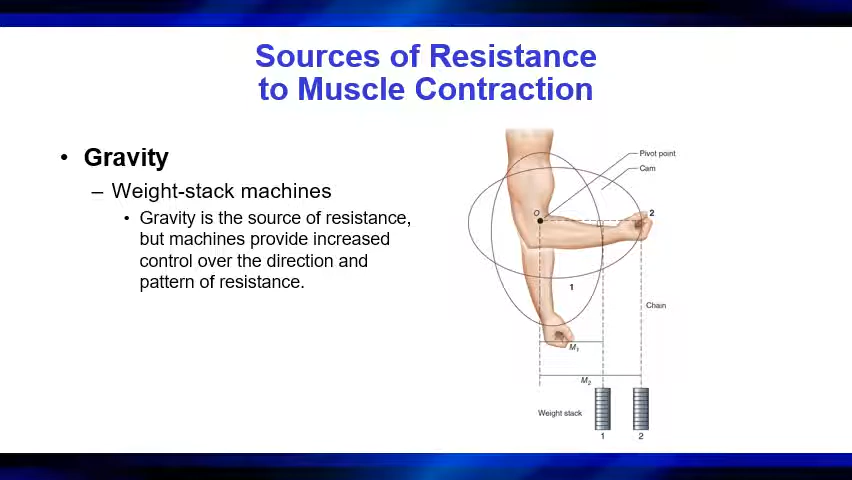 Sources of Resistance
to Muscle Contraction
• Gravity
– Weight-stack machines
• Gravity is the source of resistance,
but machines provide increased
control over the direction and
pattern of resistance.
Pivot point
Cam
O
2
1
Chain
M1
M2
Weight stack
1 2